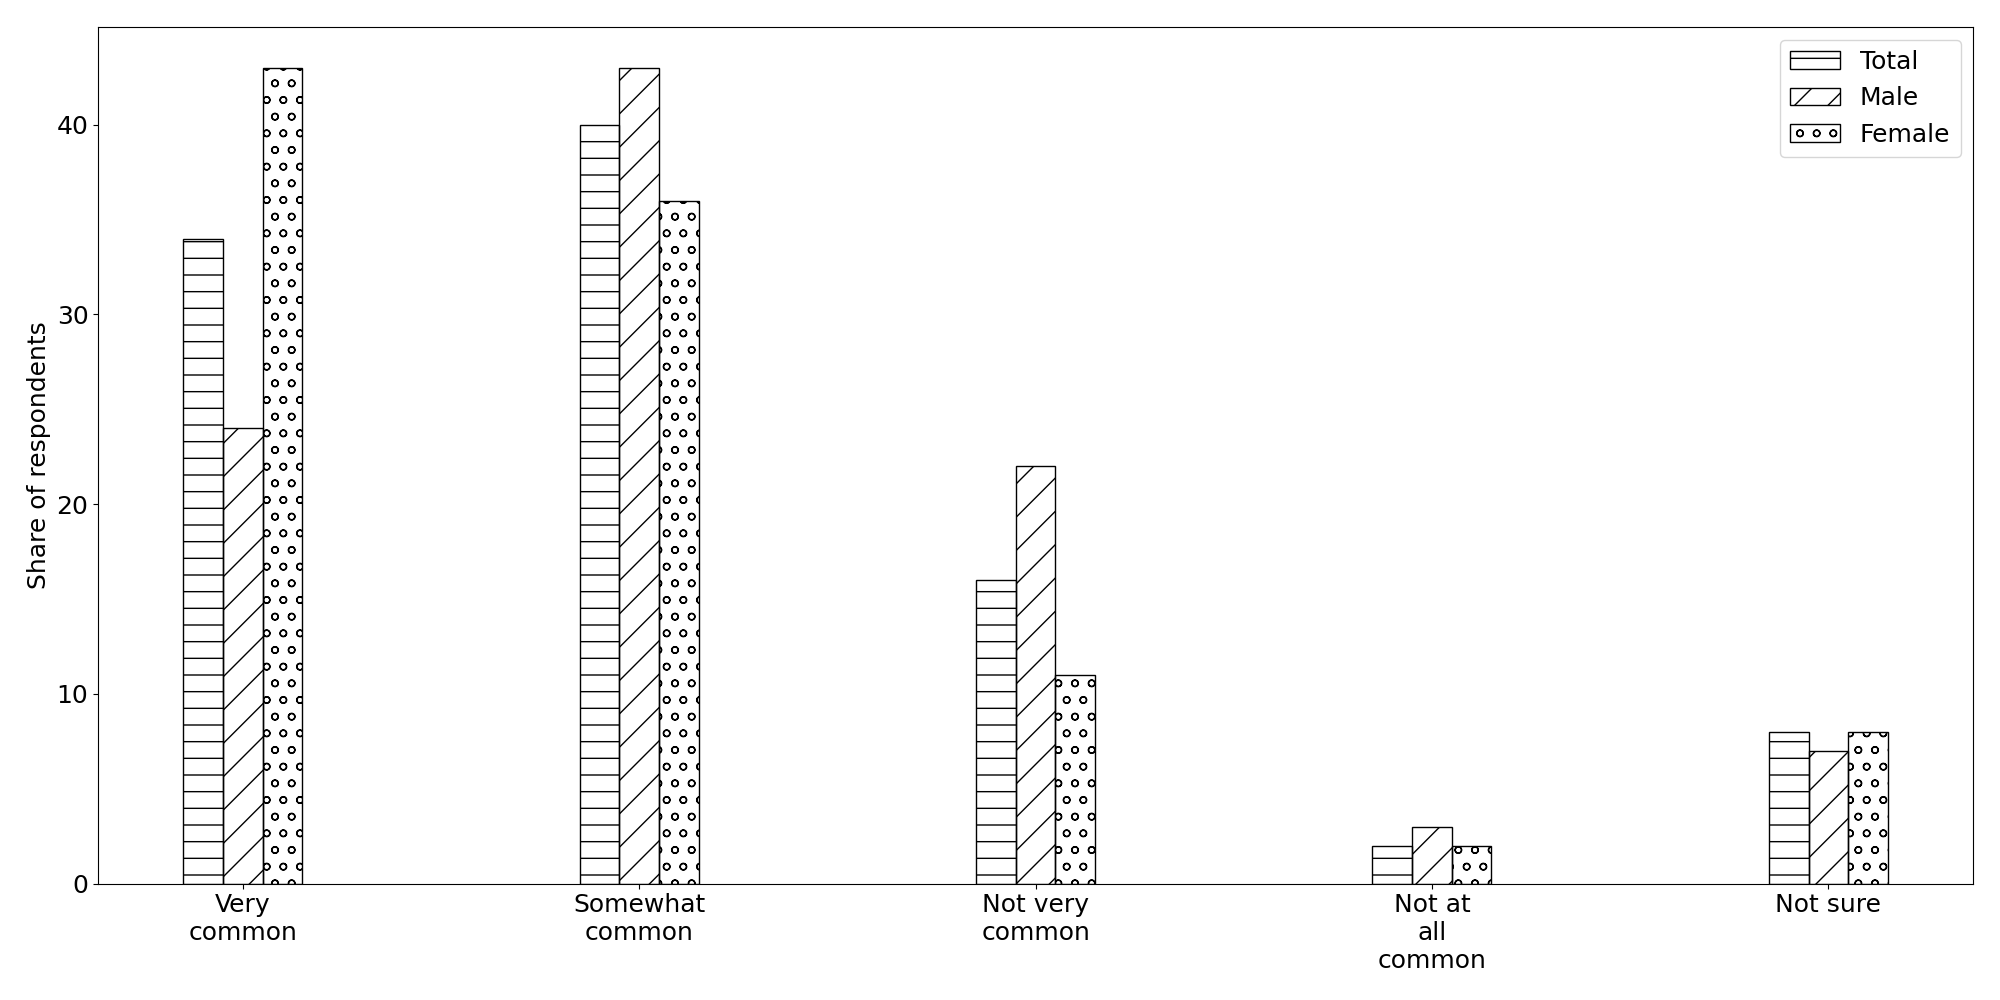 Total
Male
Female
Share of respondents
40
30
20
10
0
Very
common
Somewhat
common
Not very
common
Not at
all
common
Not sure